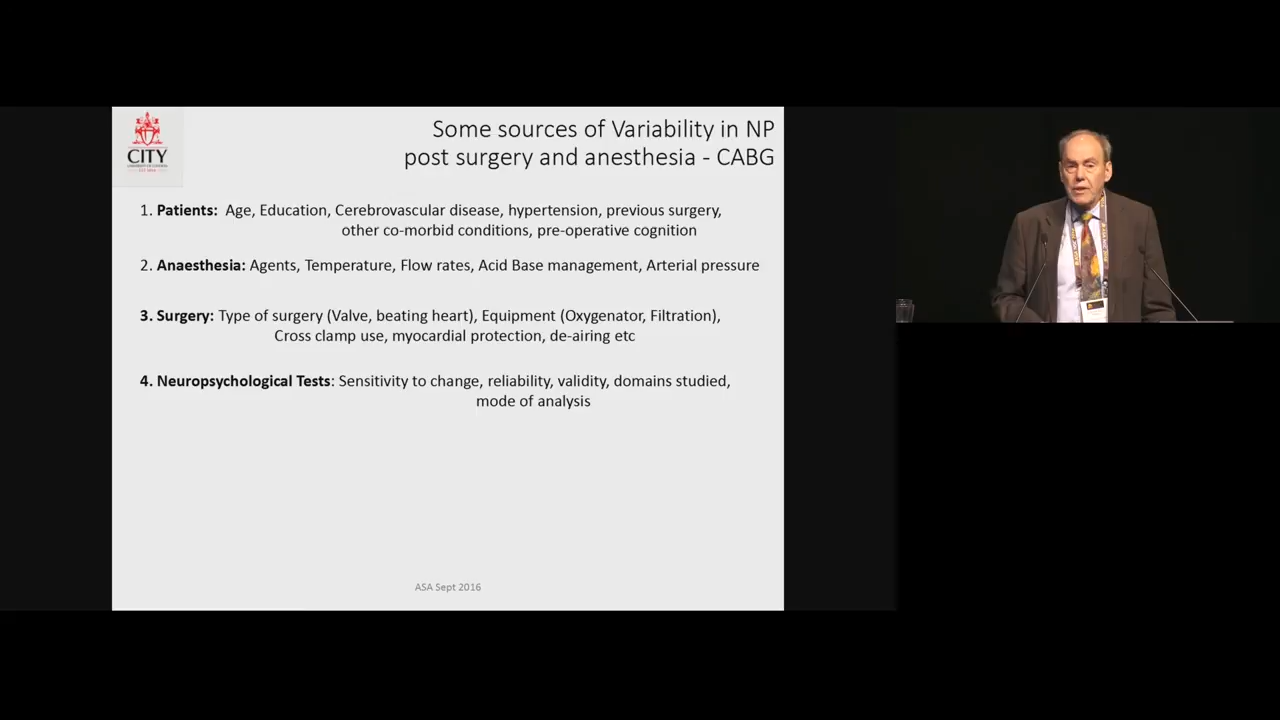 CITY
Some sources of Variability in NP
post surgery and anesthesia - CABG
1. Patients: Age, Education, Cerebrovascular disease, hypertension, previous surgery,
other co-morbid conditions, pre-operative cognition
2. Anaesthesia: Agents, Temperature, Flow rates, Acid Base management, Arterial pressure
3. Surgery: Type of surgery (Valve, beating heart), Equipment (Oxygenator, Filtration),
Cross clamp use, myocardial protection, de-airing etc
4. Neuropsychological Tests: Sensitivity to change, reliability, validity, domains studied,
mode of analysis
ASA Sept 2016